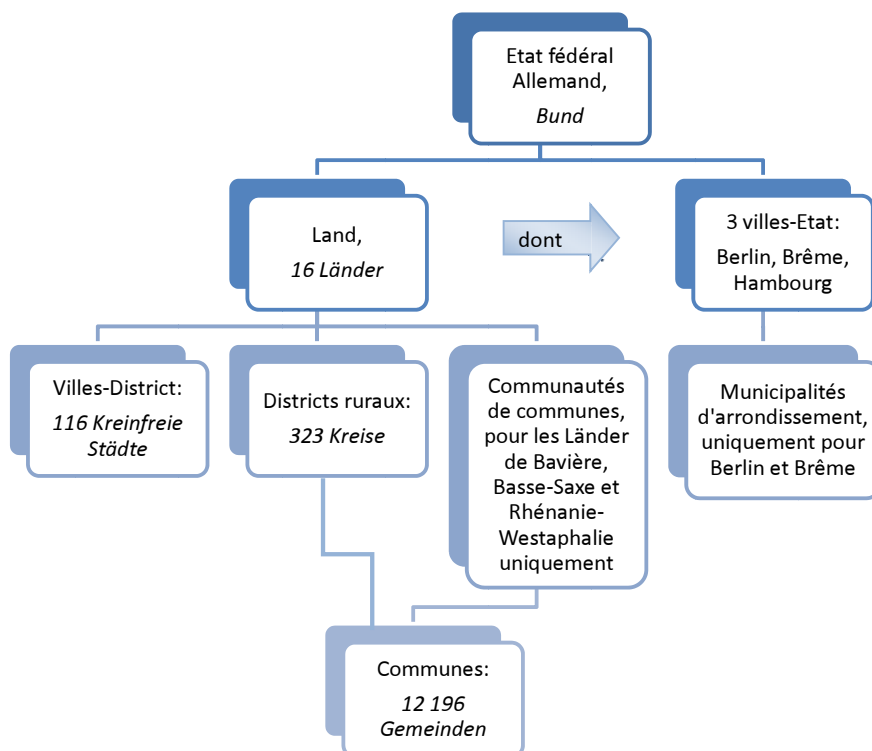 Etat fédéral
Allemand,
Bund
Land,
16 Länder
dont
3 villes-Etat:
Berlin, Brême,
Hambourg
Villes-District:
116 Kreinfreie
Städte
Districts ruraux:
323 Kreise
Communautés
de communes,
pour les Länder
de Bavière,
Basse-Saxe et
Rhénanie-
Westaphalie
uniquement
Municipalités
d'arrondissement,
uniquement pour
Berlin et Brême
Communes:
12 196
Gemeinden